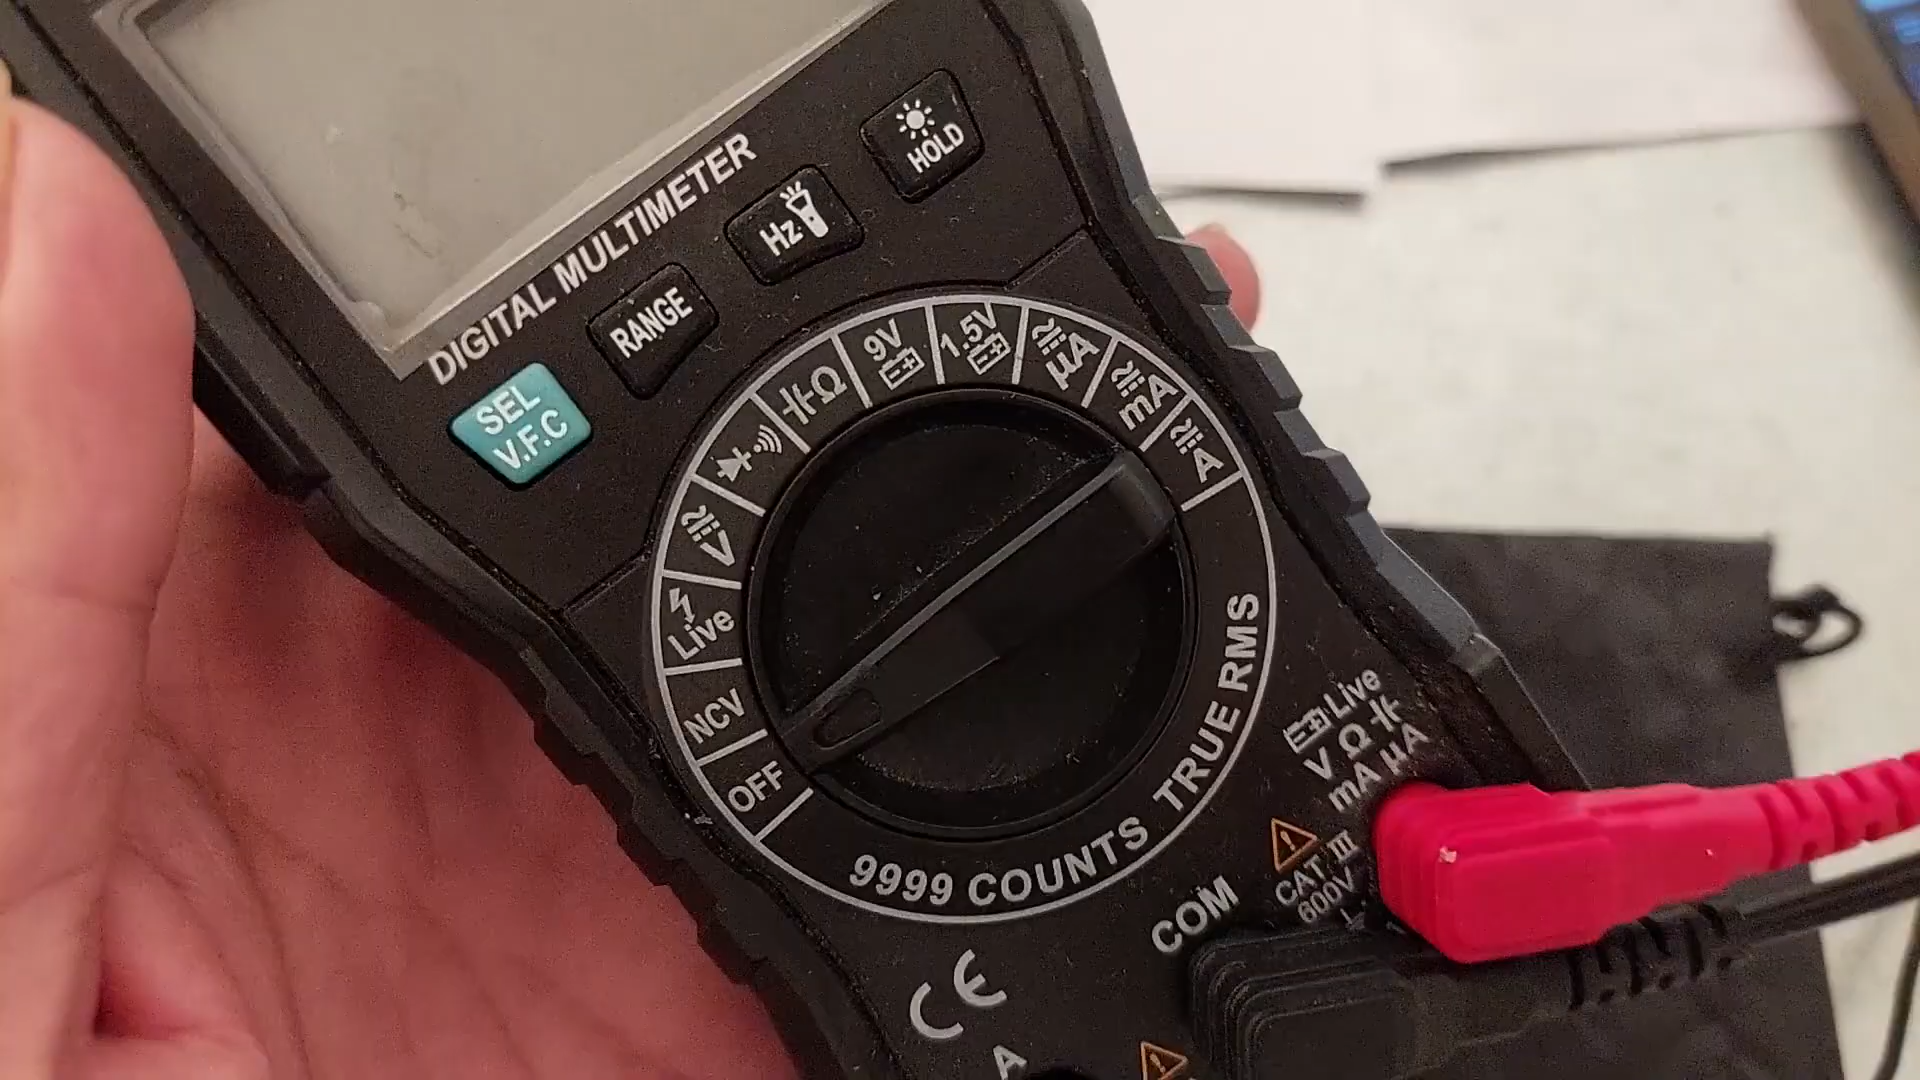 HOLD
Hz
RANGE
SEL
V.F.C
DIGITAL MULTIMETER
OFF
NCV
Live
V
Ω
9V
1.5V
µA
mA
A
9999 COUNTS
TRUE RMS
Live
V Ω
mA µA
CAT. III
600V
COM
CE
A